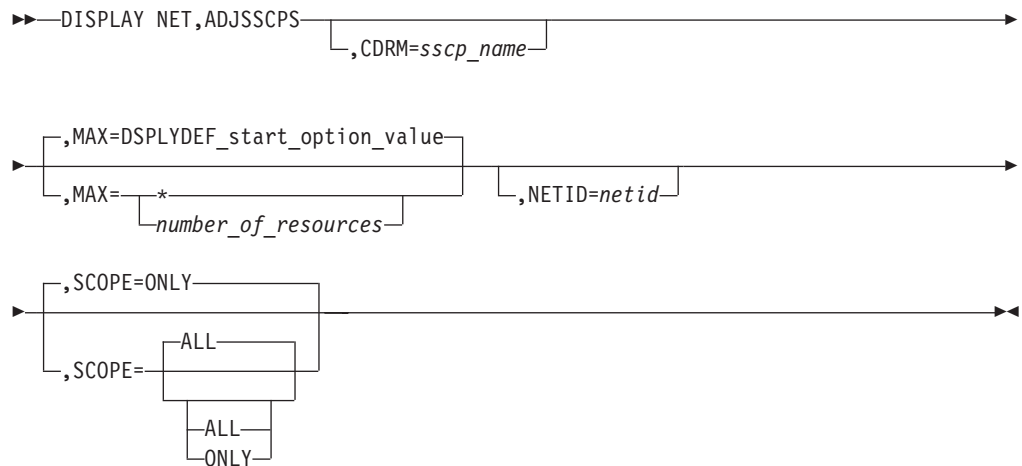 DISPLAY NET,ADJSSCPS
,CDRM=sscp_name
,MAX=DSPLYDEF_start_option_value
,MAX= *
number_of_resources
,NETID=netid
,SCOPE=ONLY
,SCOPE=
ALL
ALL
ONLY